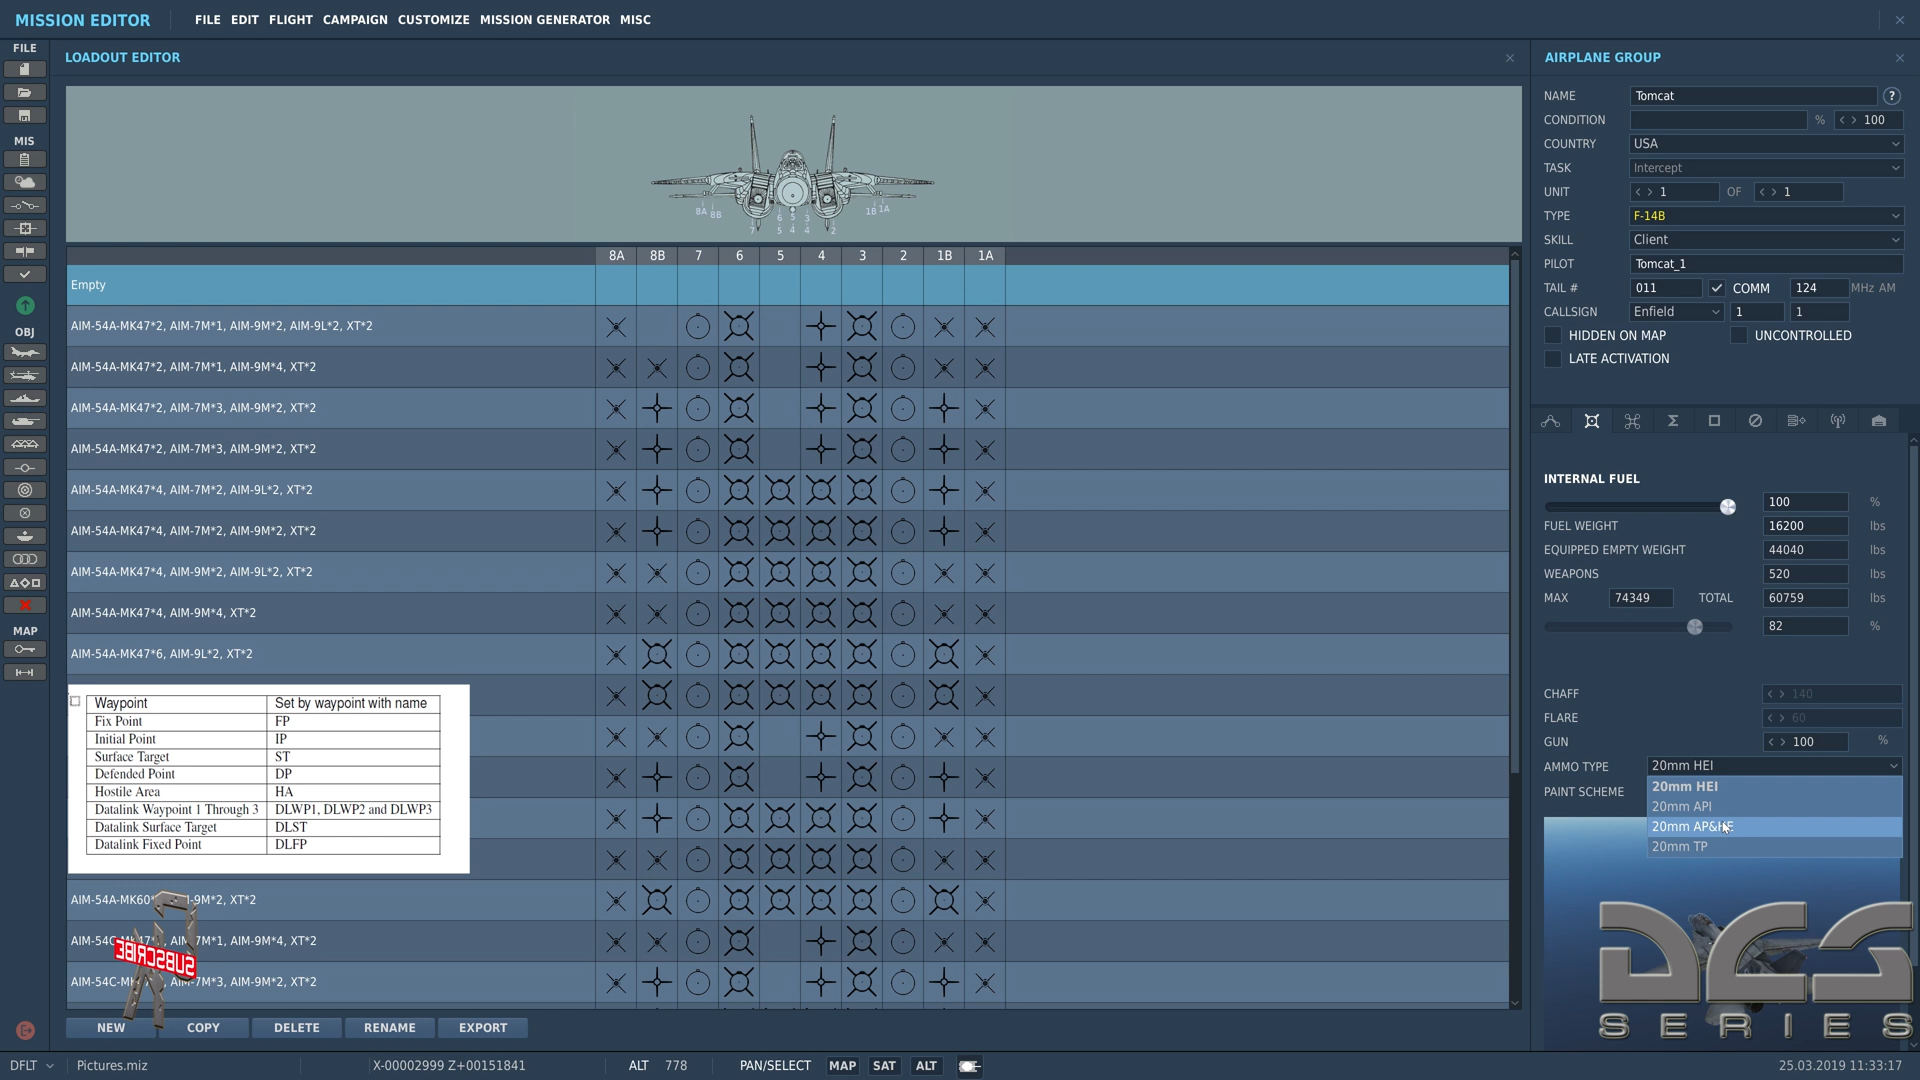 MISSION EDITOR
FILE EDIT FLIGHT CAMPAIGN CUSTOMIZE MISSION GENERATOR MISC
FILE
MIS
OBJ
MAP
LOADOUT EDITOR
8A 8B 7 6 5 4 3 2 1B 1A
Empty
AIM-54A-MK47*2, AIM-7M*1, AIM-9M*2, AIM-9L*2, XT*2
AIM-54A-MK47*2, AIM-7M*1, AIM-9M*4, XT*2
AIM-54A-MK47*2, AIM-7M*3, AIM-9M*2, XT*2
AIM-54A-MK47*2, AIM-7M*3, AIM-9M*2, XT*2
AIM-54A-MK47*4, AIM-7M*2, AIM-9L*2, XT*2
AIM-54A-MK47*4, AIM-7M*2, AIM-9M*2, XT*2
AIM-54A-MK47*4, AIM-9M*2, AIM-9L*2, XT*2
AIM-54A-MK47*4, AIM-9M*4, XT*2
AIM-54A-MK47*6, AIM-9L*2, XT*2
Waypoint Set by waypoint with name
Fix Point FP
Initial Point IP
Surface Target ST
Defended Point DP
Hostile Area HA
Datalink Waypoint 1 Through 3 DLWP1, DLWP2 and DLWP3
Datalink Surface Target DLST
Datalink Fixed Point DLFP
AIM-54A-MK60* -9M*2, XT*2
7M*1, AIM-9M*4, XT*2
AIM-54C- -7M*3, AIM-9M*2, XT*2
SUBSCRIBE
NEW COPY DELETE RENAME EXPORT
AIRPLANE GROUP
NAME Tomcat ?
CONDITION % < > 100
COUNTRY USA
TASK Intercept
UNIT < > 1 OF < > 1
TYPE F-14B
SKILL Client
PILOT Tomcat_1
TAIL # 011 COMM 124 MHz AM
CALLSIGN Enfield 1 1
HIDDEN ON MAP UNCONTROLLED
LATE ACTIVATION
INTERNAL FUEL
100 %
FUEL WEIGHT 16200 lbs
EQUIPPED EMPTY WEIGHT 44040 lbs
WEAPONS 520 lbs
MAX 74349 TOTAL 60759 lbs
82 %
CHAFF < > 140
FLARE < > 60
GUN < > 100 %
AMMO TYPE 20mm HEI
PAINT SCHEME
20mm HEI
20mm API
20mm AP&HE
20mm TP
DCS
SERIES
DFLT Pictures.miz X-00002999 Z+00151841 ALT 778 PAN/SELECT MAP SAT ALT 25.03.2019 11:33:17